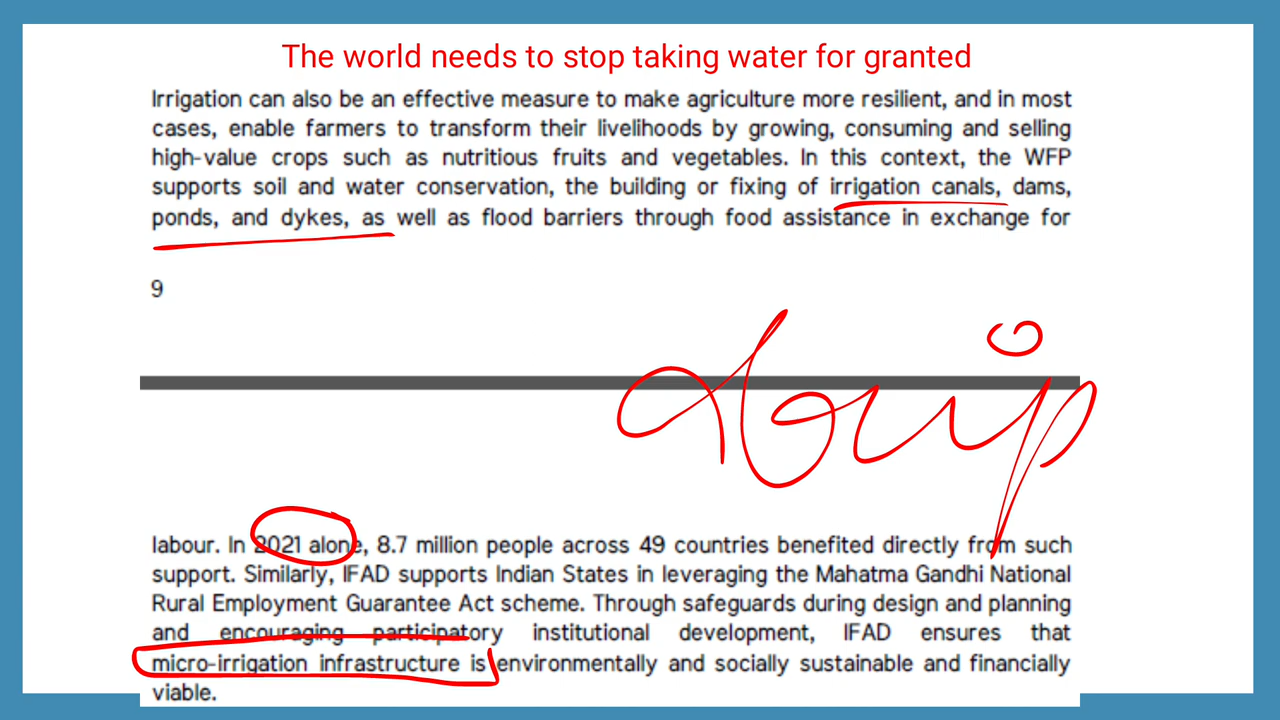 The world needs to stop taking water for granted
Irrigation can also be an effective measure to make agriculture more resilient, and in most
cases, enable farmers to transform their livelihoods by growing, consuming and selling
high-value crops such as nutritious fruits and vegetables. In this context, the WFP
supports soil and water conservation, the building or fixing of irrigation canals, dams,
ponds, and dykes, as well as flood barriers through food assistance in exchange for
9
labour. In 2021 alone, 8.7 million people across 49 countries benefited directly from such
support. Similarly, IFAD supports Indian States in leveraging the Mahatma Gandhi National
Rural Employment Guarantee Act scheme. Through safeguards during design and planning
and encouraging participatory institutional development, IFAD ensures that
micro-irrigation infrastructure is environmentally and socially sustainable and financially
viable.